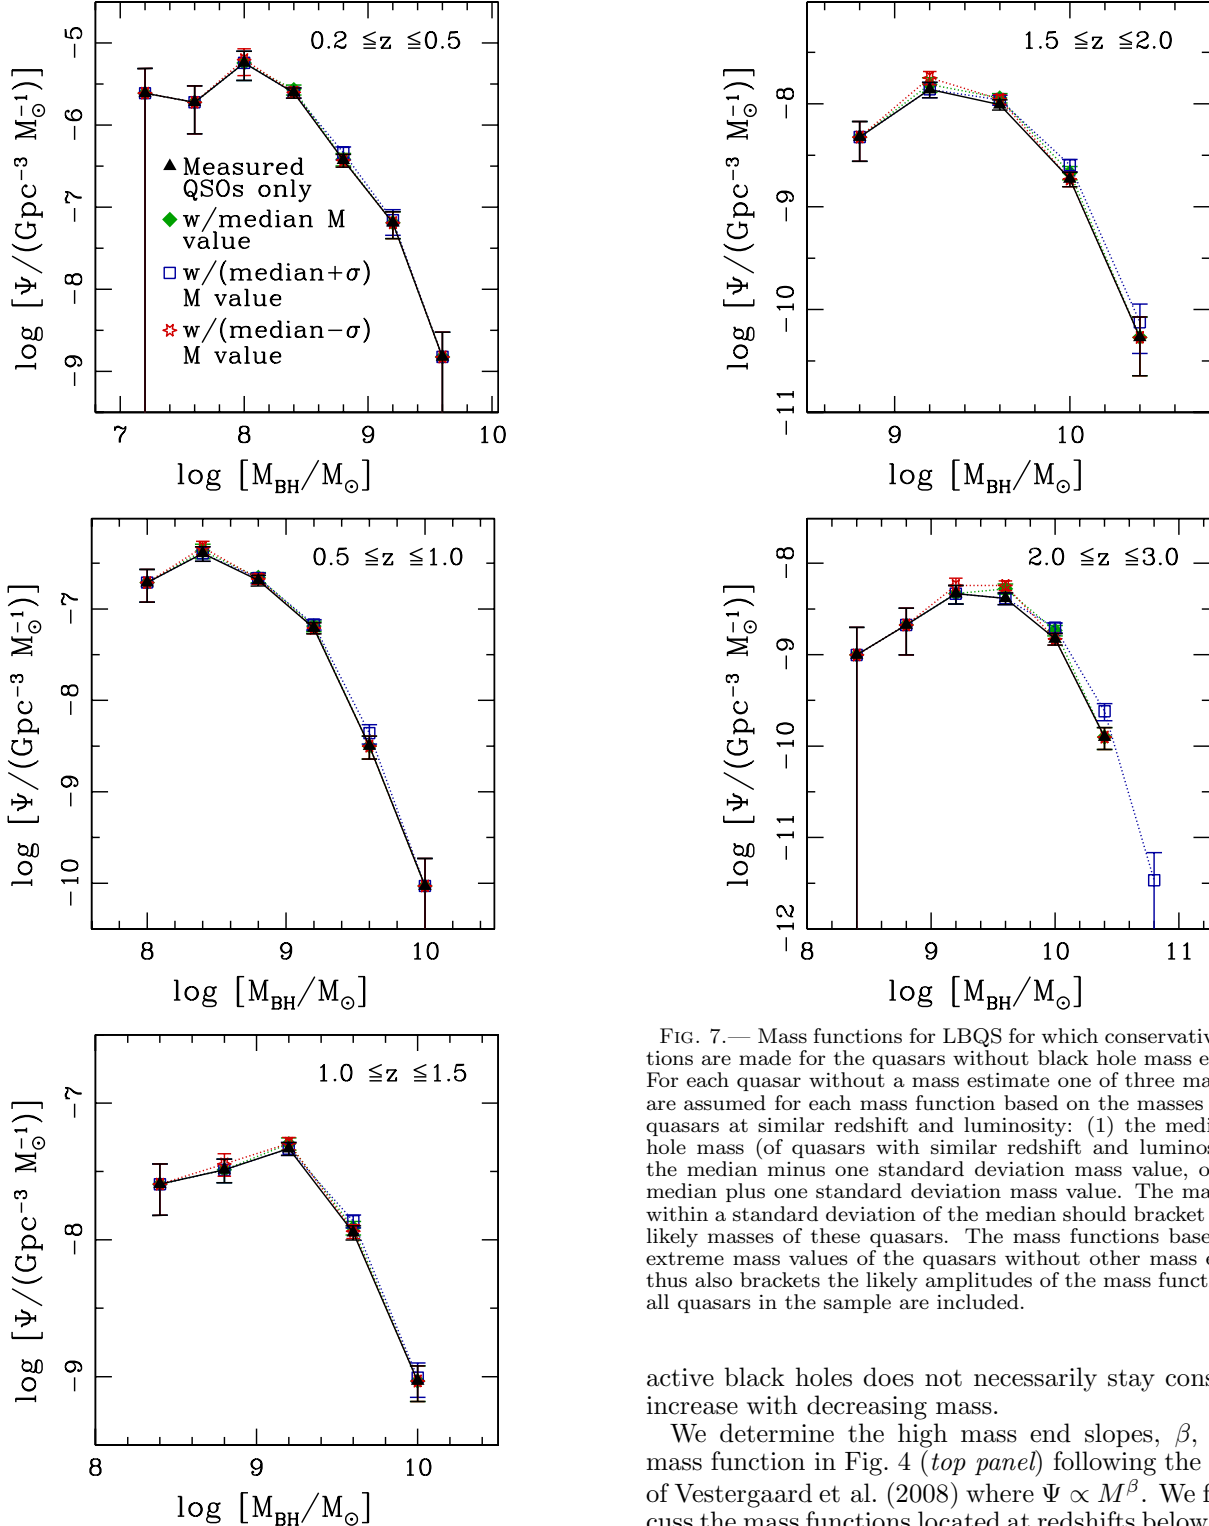 0.2 ≦z ≦0.5
log [Ψ/(Gpc⁻³ M⊙⁻¹)]
-5
-6
-7
-8
-9
▲ Measured
QSOs only
◆ w/median M
value
□ w/(median+σ)
M value
✡ w/(median−σ)
M value
7 8 9 10
log [M_BH/M⊙]
0.5 ≦z ≦1.0
log [Ψ/(Gpc⁻³ M⊙⁻¹)]
-7
-8
-9
-10
8 9 10
log [M_BH/M⊙]
1.0 ≦z ≦1.5
log [Ψ/(Gpc⁻³ M⊙⁻¹)]
-7
-8
-9
8 9 10
log [M_BH/M⊙]
1.5 ≦z ≦2.0
log [Ψ/(Gpc⁻³ M⊙⁻¹)]
-8
-9
-10
-11
9 10
log [M_BH/M⊙]
2.0 ≦z ≦3.0
log [Ψ/(Gpc⁻³ M⊙⁻¹)]
-8
-9
-10
-11
-12
8 9 10 11
log [M_BH/M⊙]
FIG. 7.— Mass functions for LBQS for which conservativ
tions are made for the quasars without black hole mass e
For each quasar without a mass estimate one of three ma
are assumed for each mass function based on the masses
quasars at similar redshift and luminosity: (1) the medi
hole mass (of quasars with similar redshift and luminos
the median minus one standard deviation mass value, o
median plus one standard deviation mass value. The ma
within a standard deviation of the median should bracket
likely masses of these quasars. The mass functions base
extreme mass values of the quasars without other mass e
thus also brackets the likely amplitudes of the mass funct
all quasars in the sample are included.
active black holes does not necessarily stay cons
increase with decreasing mass.
We determine the high mass end slopes, β,
mass function in Fig. 4 (top panel) following the
of Vestergaard et al. (2008) where Ψ ∝ M^β. We f
cuss the mass functions located at redshifts below